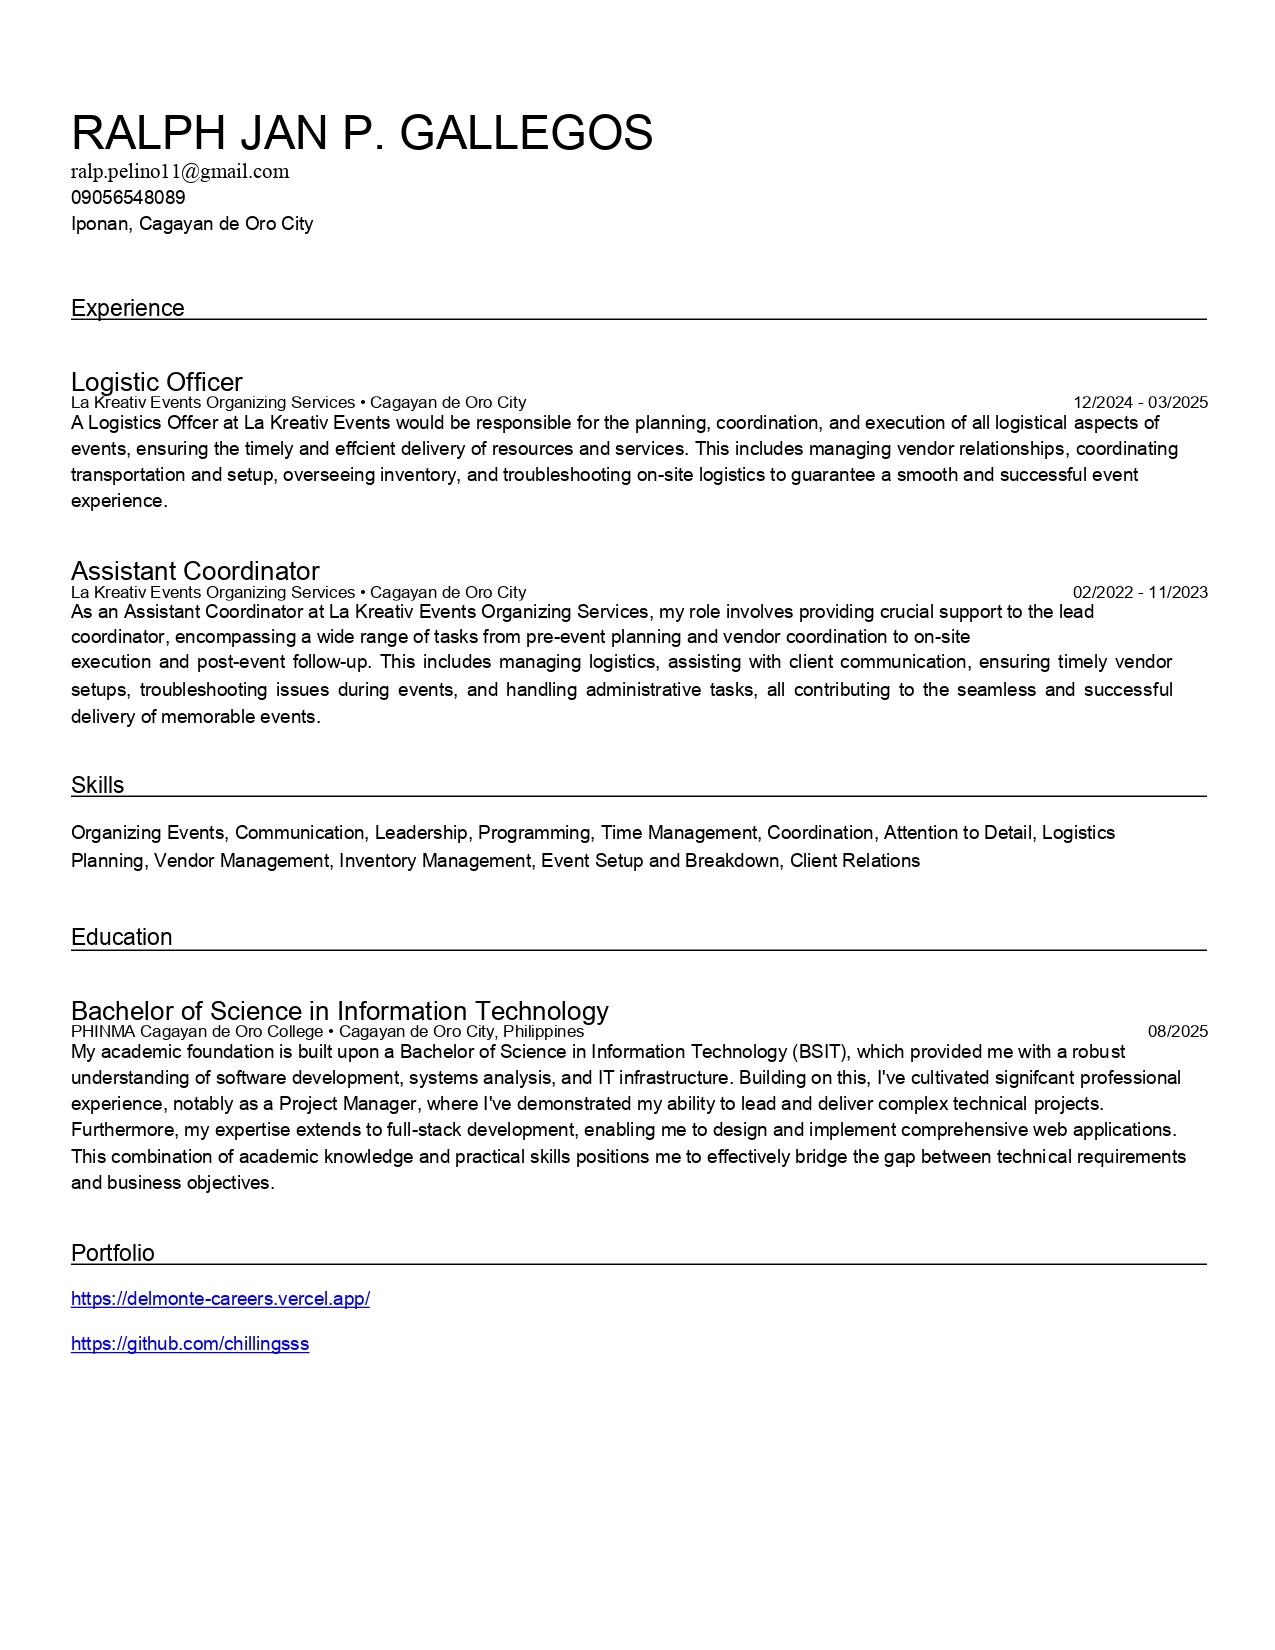 RALPH JAN P. GALLEGOS
ralp.pelino11@gmail.com
09056548089
Iponan, Cagayan de Oro City
Experience
Logistic Officer
La Kreativ Events Organizing Services • Cagayan de Oro City 12/2024 - 03/2025
A Logistics Offcer at La Kreativ Events would be responsible for the planning, coordination, and execution of all logistical aspects of
events, ensuring the timely and effcient delivery of resources and services. This includes managing vendor relationships, coordinating
transportation and setup, overseeing inventory, and troubleshooting on-site logistics to guarantee a smooth and successful event
experience.
Assistant Coordinator
La Kreativ Events Organizing Services • Cagayan de Oro City 02/2022 - 11/2023
As an Assistant Coordinator at La Kreativ Events Organizing Services, my role involves providing crucial support to the lead
coordinator, encompassing a wide range of tasks from pre-event planning and vendor coordination to on-site
execution and post-event follow-up. This includes managing logistics, assisting with client communication, ensuring timely vendor
setups, troubleshooting issues during events, and handling administrative tasks, all contributing to the seamless and successful
delivery of memorable events.
Skills
Organizing Events, Communication, Leadership, Programming, Time Management, Coordination, Attention to Detail, Logistics
Planning, Vendor Management, Inventory Management, Event Setup and Breakdown, Client Relations
Education
Bachelor of Science in Information Technology
PHINMA Cagayan de Oro College • Cagayan de Oro City, Philippines 08/2025
My academic foundation is built upon a Bachelor of Science in Information Technology (BSIT), which provided me with a robust
understanding of software development, systems analysis, and IT infrastructure. Building on this, I've cultivated signifcant professional
experience, notably as a Project Manager, where I've demonstrated my ability to lead and deliver complex technical projects.
Furthermore, my expertise extends to full-stack development, enabling me to design and implement comprehensive web applications.
This combination of academic knowledge and practical skills positions me to effectively bridge the gap between technical requirements
and business objectives.
Portfolio
https://delmonte-careers.vercel.app/
https://github.com/chillingsss